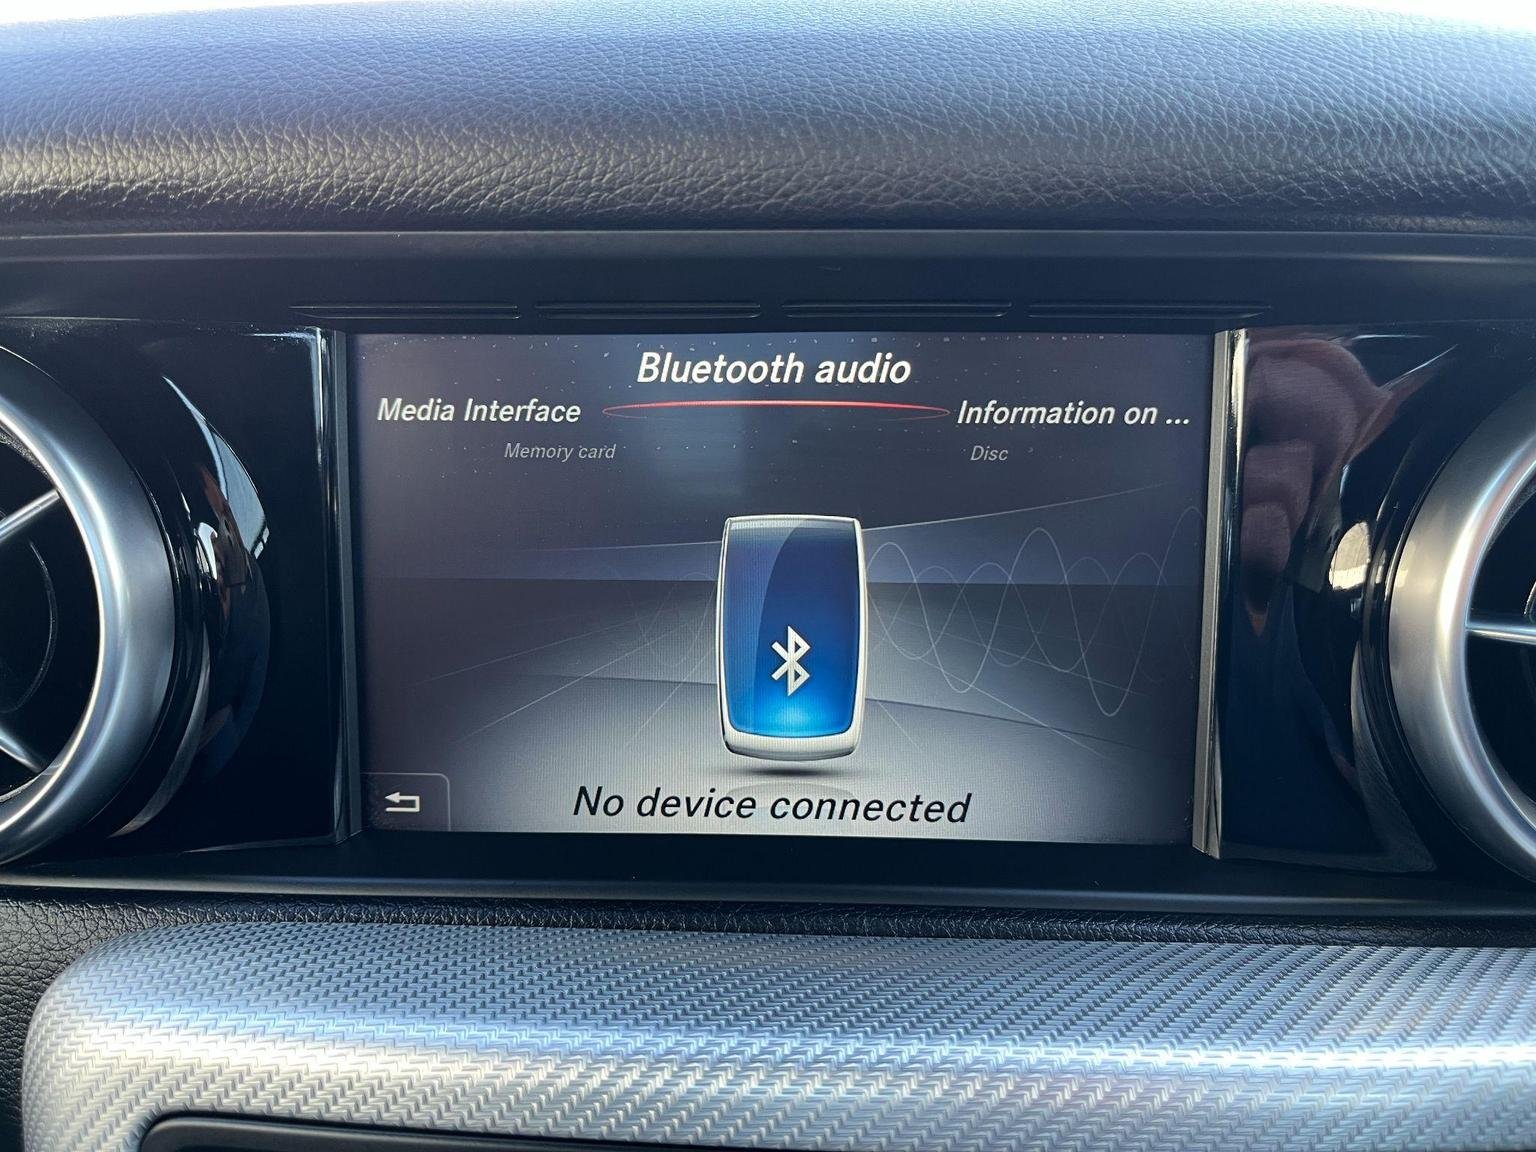 Bluetooth audio
Media Interface
Information on ...
Memory card
Disc
No device connected